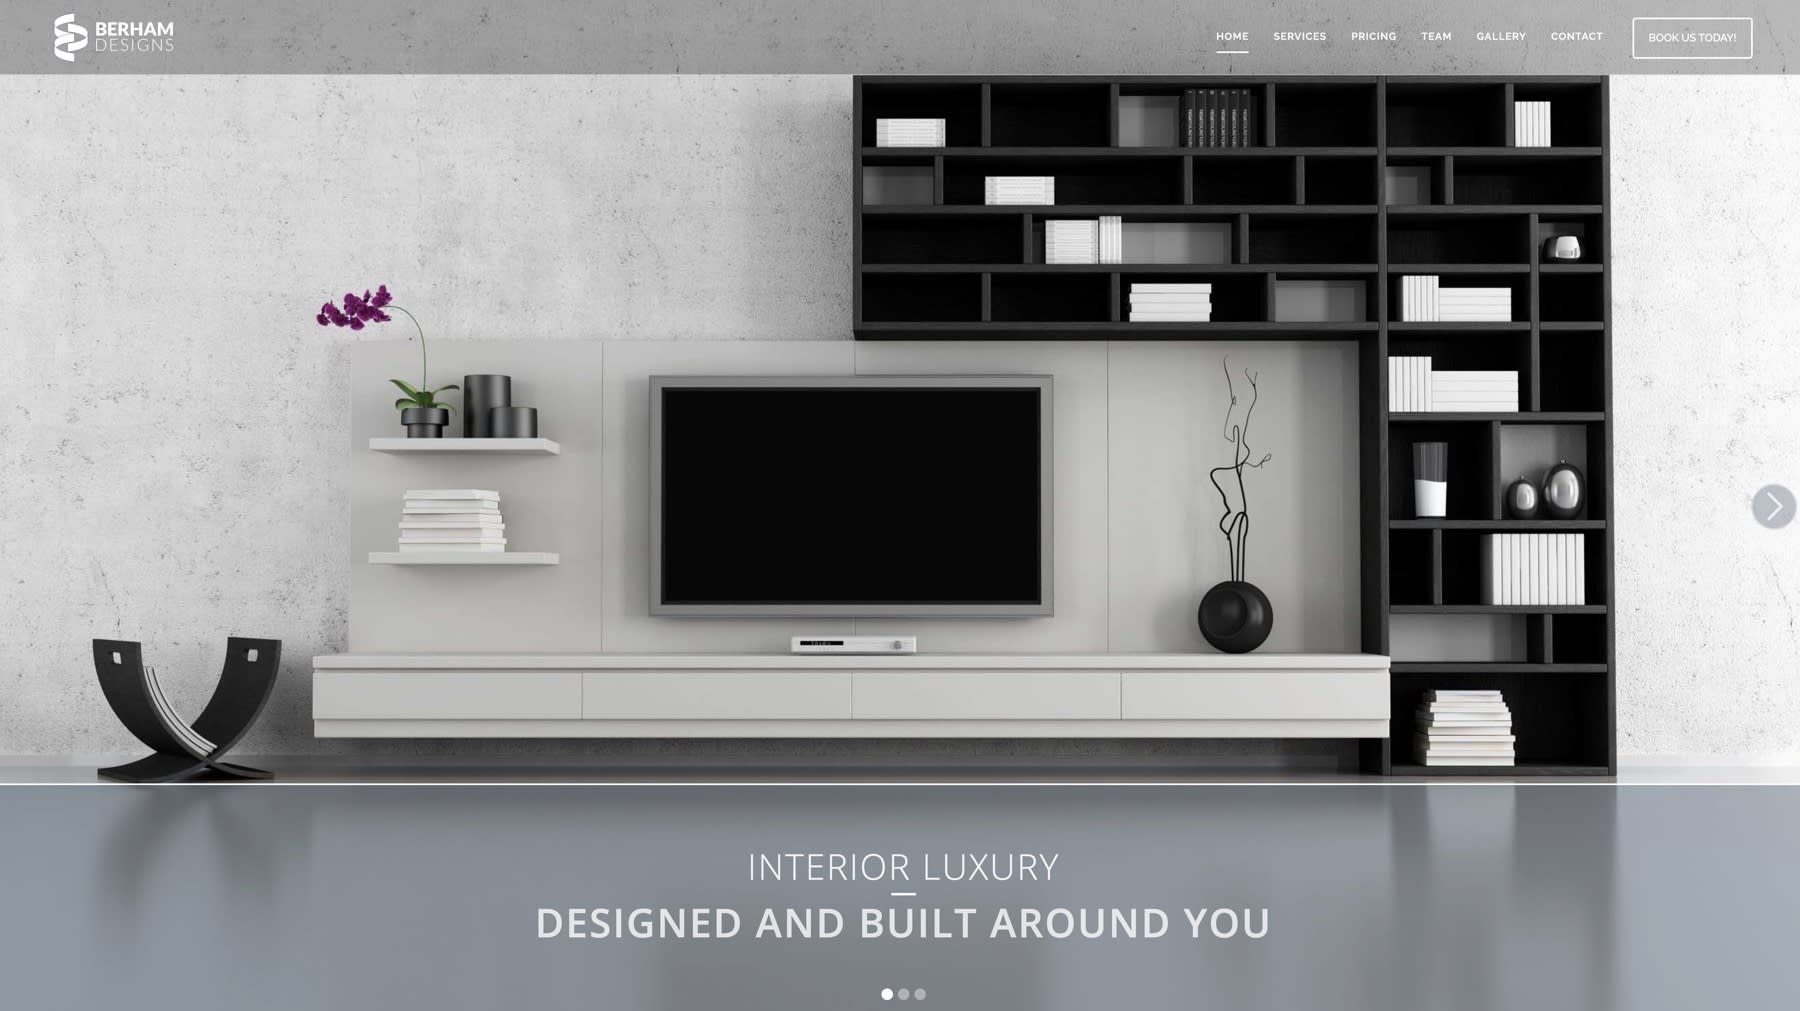 BERHAM
DESIGNS
HOME
SERVICES
PRICING
TEAM
GALLERY
CONTACT
BOOK US TODAY!
INTERIOR LUXURY
DESIGNED AND BUILT AROUND YOU